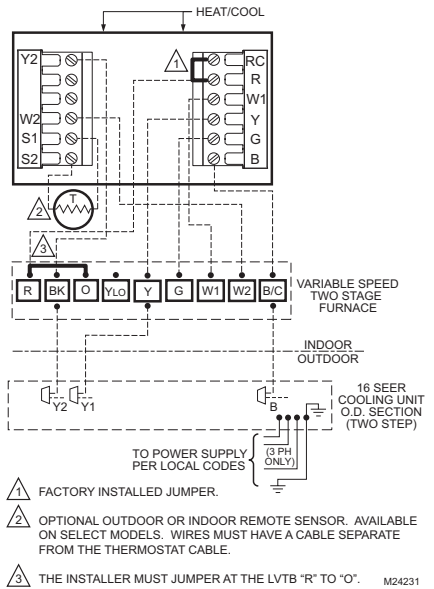 HEAT/COOL
Y2
W2
S1
S2
1
RC
R
W1
Y
G
B
T
2
3
R
BK
O
YLO
Y
G
W1
W2
B/C
VARIABLE SPEED
TWO STAGE
FURNACE
INDOOR
OUTDOOR
Y2
Y1
B
16 SEER
COOLING UNIT
O.D. SECTION
(TWO STEP)
TO POWER SUPPLY
PER LOCAL CODES
(3 PH
ONLY)
1 FACTORY INSTALLED JUMPER.
2 OPTIONAL OUTDOOR OR INDOOR REMOTE SENSOR. AVAILABLE
ON SELECT MODELS. WIRES MUST HAVE A CABLE SEPARATE
FROM THE THERMOSTAT CABLE.
3 THE INSTALLER MUST JUMPER AT THE LVTB “R” TO “O”.
M24231